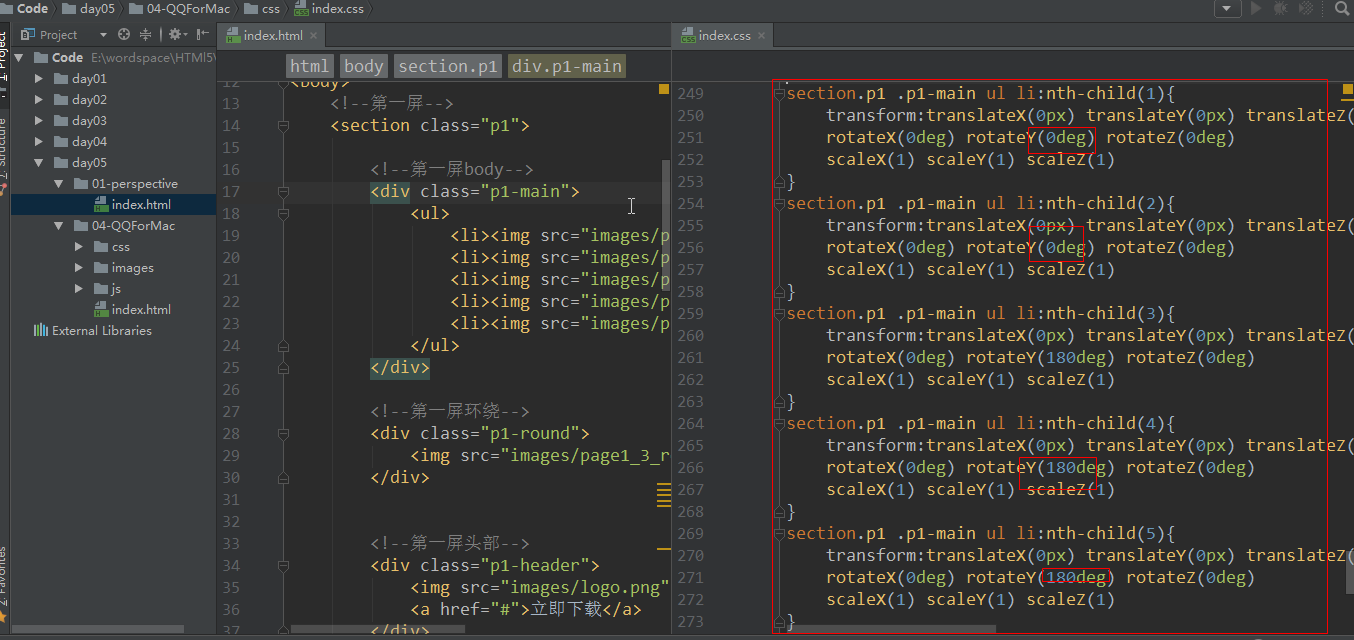 Code day05 04-QQForMac css index.css
1: Project
Project
Code E:\wordspace\HTMl5\
day01
day02
day03
day04
day05
01-perspective
index.html
04-QQForMac
css
images
js
index.html
External Libraries
index.html
html body section.p1 div.p1-main
12 <body>
13 <!--第一屏-->
14 <section class="p1">
15
16 <!--第一屏body-->
17 <div class="p1-main">
18 <ul>
19 <li><img src="images/p
20 <li><img src="images/p
21 <li><img src="images/p
22 <li><img src="images/p
23 <li><img src="images/p
24 </ul>
25 </div>
26
27 <!--第一屏环绕-->
28 <div class="p1-round">
29 <img src="images/page1_3_r
30 </div>
31
32
33 <!--第一屏头部-->
34 <div class="p1-header">
35 <img src="images/logo.png"
36 <a href="#">立即下载</a>
37 </div>
index.css
249 section.p1 .p1-main ul li:nth-child(1){
250 transform:translateX(0px) translateY(0px) translateZ(
251 rotateX(0deg) rotateY(0deg) rotateZ(0deg)
252 scaleX(1) scaleY(1) scaleZ(1)
253 }
254 section.p1 .p1-main ul li:nth-child(2){
255 transform:translateX(0px) translateY(0px) translateZ(
256 rotateX(0deg) rotateY(0deg) rotateZ(0deg)
257 scaleX(1) scaleY(1) scaleZ(1)
258 }
259 section.p1 .p1-main ul li:nth-child(3){
260 transform:translateX(0px) translateY(0px) translateZ(
261 rotateX(0deg) rotateY(180deg) rotateZ(0deg)
262 scaleX(1) scaleY(1) scaleZ(1)
263 }
264 section.p1 .p1-main ul li:nth-child(4){
265 transform:translateX(0px) translateY(0px) translateZ(
266 rotateX(0deg) rotateY(180deg) rotateZ(0deg)
267 scaleX(1) scaleY(1) scaleZ(1)
268 }
269 section.p1 .p1-main ul li:nth-child(5){
270 transform:translateX(0px) translateY(0px) translateZ(
271 rotateX(0deg) rotateY(180deg) rotateZ(0deg)
272 scaleX(1) scaleY(1) scaleZ(1)
273 }